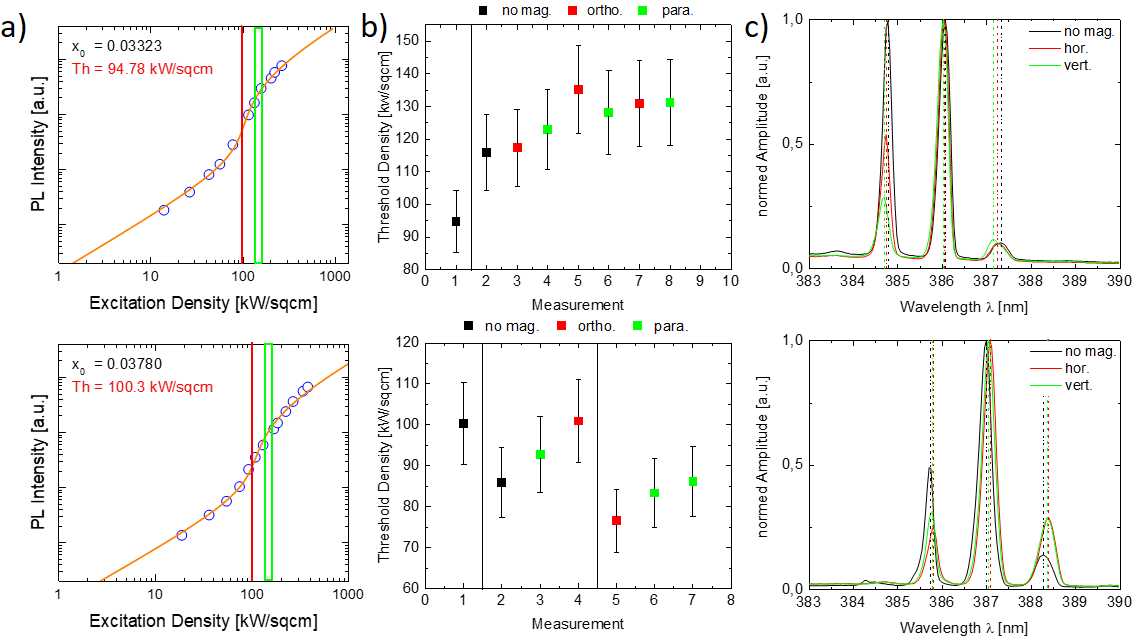 a)
x0 = 0.03323
Th = 94.78 kW/sqcm
PL Intensity [a.u.]
1 10 100 1000
Excitation Density [kW/sqcm]
b)
no mag. ortho. para.
150
140
130
120
110
100
90
80
Threshold Density [kw/sqcm]
0 1 2 3 4 5 6 7 8 9 10
Measurement
c)
1,0
0,5
0,0
normed Amplitude [a.u.]
no mag.
hor.
vert.
383 384 385 386 387 388 389 390
Wavelength λ [nm]
x0 = 0.03780
Th = 100.3 kW/sqcm
PL Intensity [a.u.]
1 10 100 1000
Excitation Density [kW/sqcm]
no mag. ortho. para.
120
110
100
90
80
70
60
Threshold Density [kW/sqcm]
0 1 2 3 4 5 6 7 8
Measurement
1,0
0,5
0,0
normed Amplitude [a.u.]
no mag.
hor.
vert.
383 384 385 386 387 388 389 390
Wavelength λ [nm]